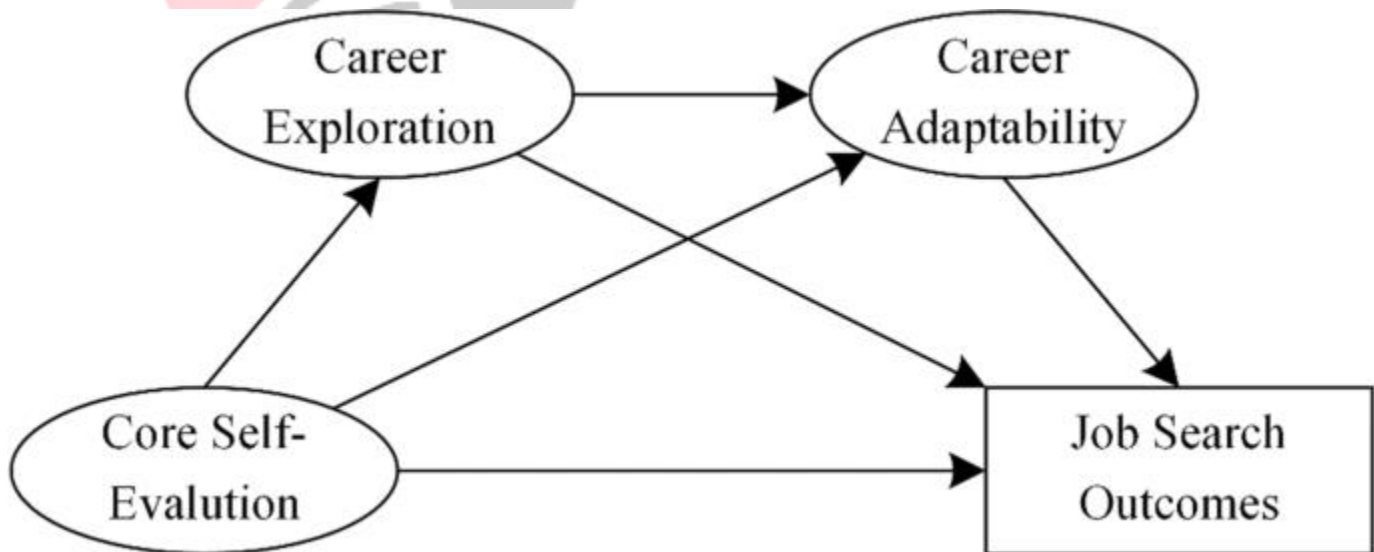 Career
Exploration
Career
Adaptability
Core Self-
Evalution
Job Search
Outcomes